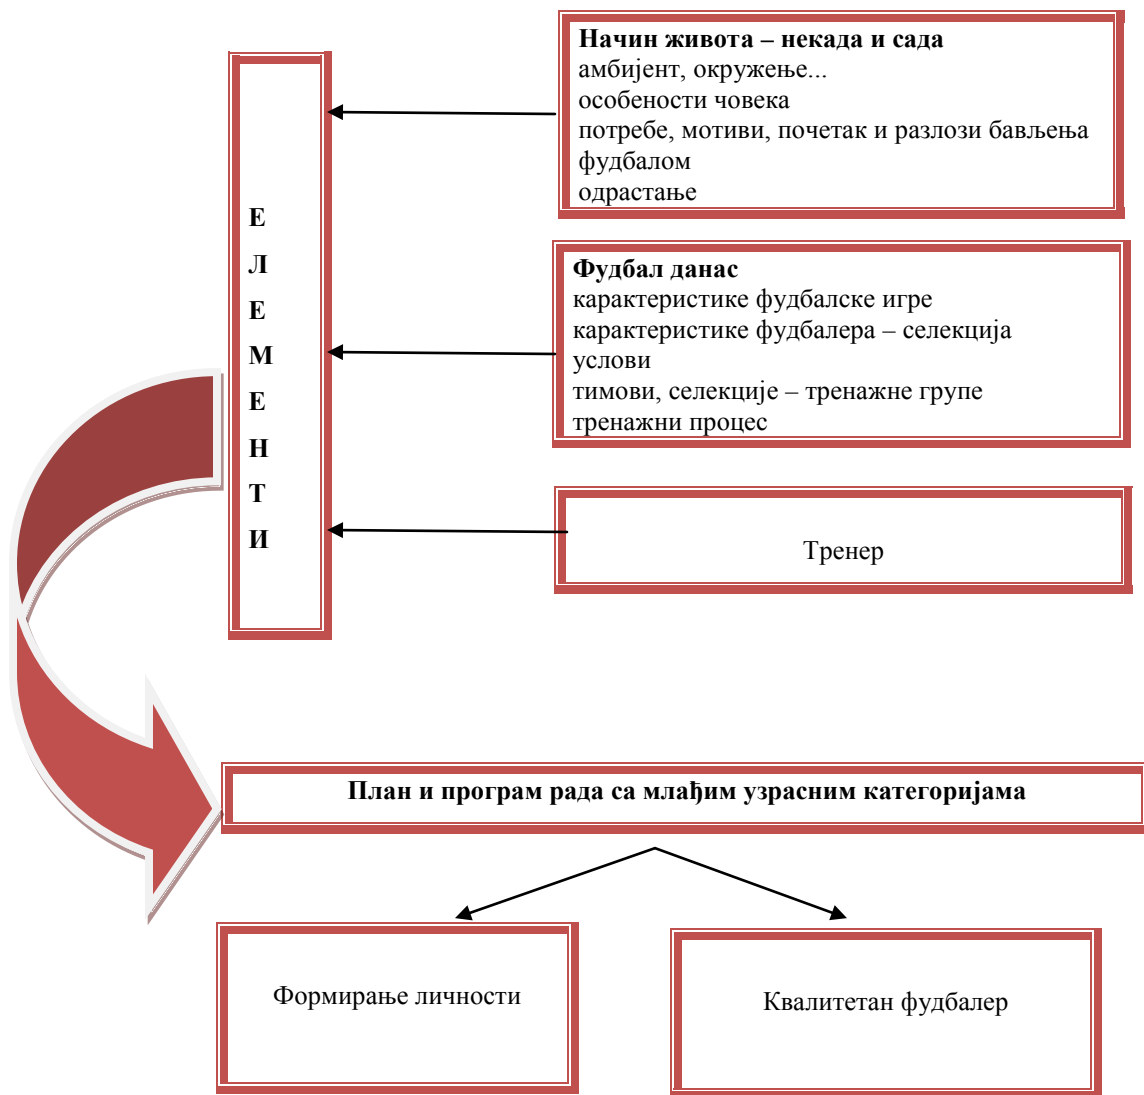 Начин живота – некада и сада
амбијент, окружење...
особености човека
потребе, мотиви, почетак и разлози бављења
фудбалом
одрастање
Е
Л
Е
М
Е
Н
Т
И
Фудбал данас
карактеристике фудбалске игре
карактеристике фудбалера – селекција
услови
тимови, селекције – тренажне групе
тренажни процес
Тренер
План и програм рада са млађим узрасним категоријама
Формирање личности
Квалитетан фудбалер